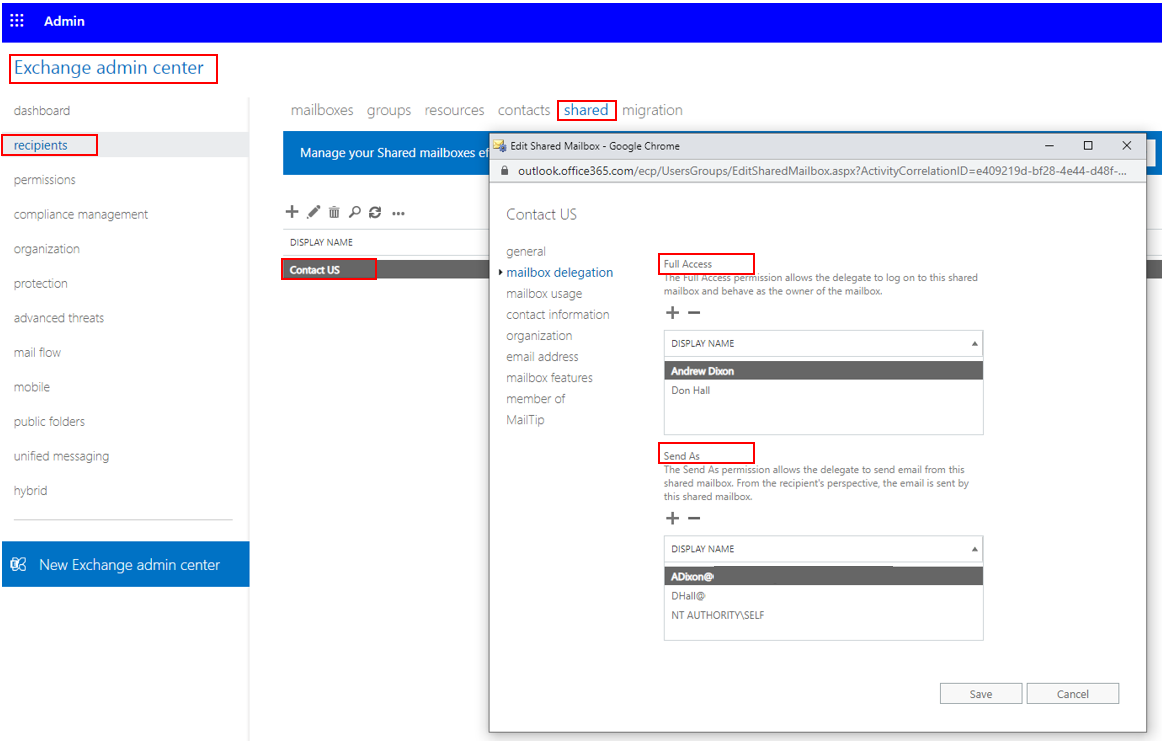 Admin
Exchange admin center
dashboard
recipients
permissions
compliance management
organization
protection
advanced threats
mail flow
mobile
public folders
unified messaging
hybrid
New Exchange admin center
mailboxes groups resources contacts shared migration
Manage your Shared mailboxes ef
DISPLAY NAME
Contact US
Edit Shared Mailbox - Google Chrome
outlook.office365.com/ecp/UsersGroups/EditSharedMailbox.aspx?ActivityCorrelationID=e409219d-bf28-4e44-d48f-...
Contact US
general
mailbox delegation
mailbox usage
contact information
organization
email address
mailbox features
member of
MailTip
Full Access
The Full Access permission allows the delegate to log on to this shared
mailbox and behave as the owner of the mailbox.
DISPLAY NAME
Andrew Dixon
Don Hall
Send As
The Send As permission allows the delegate to send email from this
shared mailbox. From the recipient's perspective, the email is sent by
this shared mailbox.
DISPLAY NAME
ADixon@
DHall@
NT AUTHORITY\SELF
Save Cancel